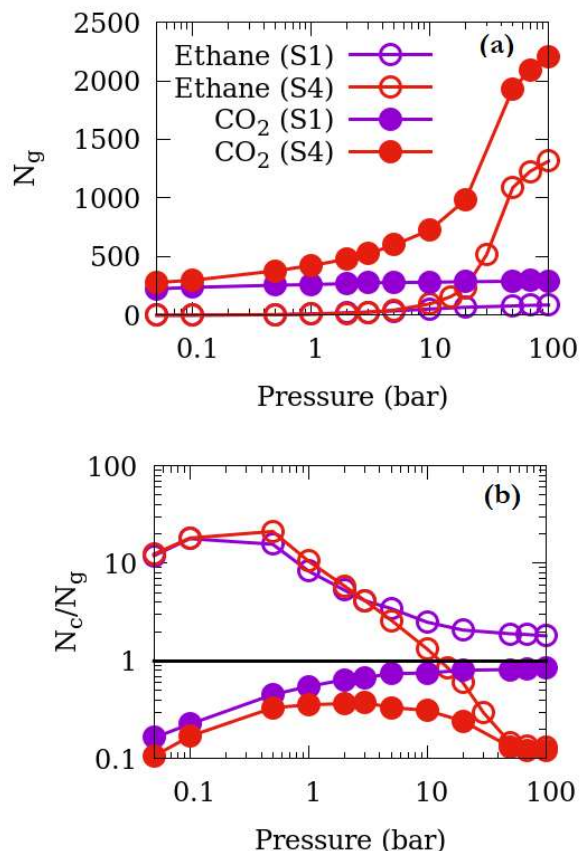 2500
(a)
Ethane (S1)
Ethane (S4)
2000
CO₂ (S1)
CO₂ (S4)
1500
N_g
1000
500
0
0.1 1 10 100
Pressure (bar)
100
(b)
10
N_c/N_g
1
0.1
0.1 1 10 100
Pressure (bar)